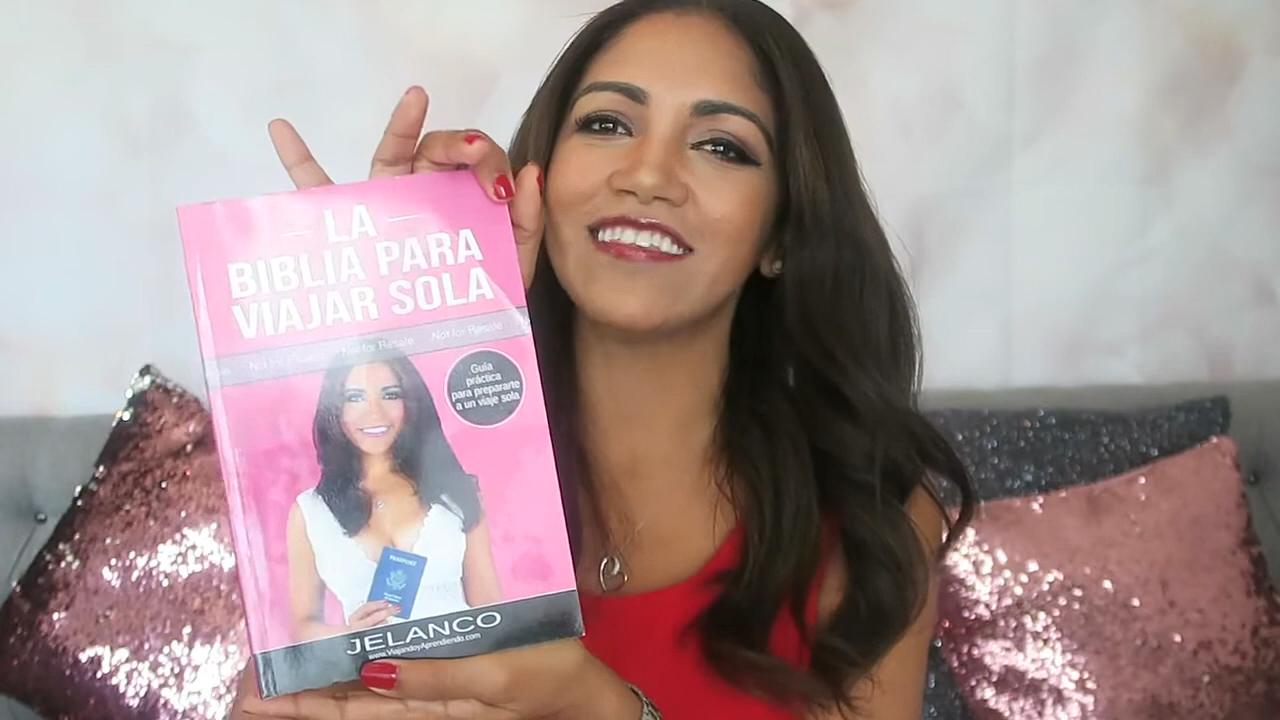 LA
BIBLIA PARA
VIAJAR SOLA
Not for Resale Not for Resale
Guía
práctica
para prepararte
a un viaje sola
PASSPORT
JELANCO
www.ViajandoyAprendiendo.com